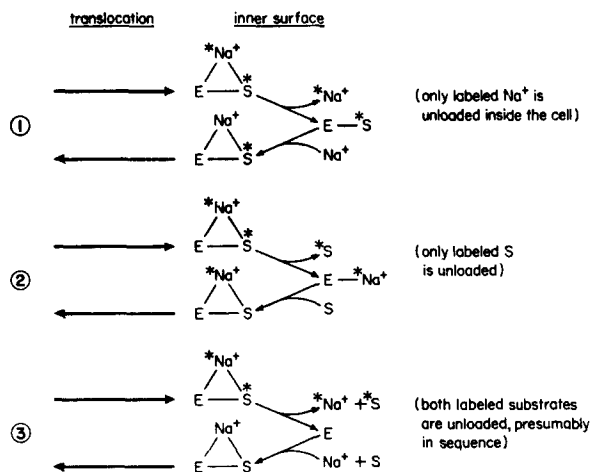 translocation inner surface
*Na+
E S*
*Na+
(only labeled Na+ is
unloaded inside the cell)
①
E *S
Na+
Na+
E S*
*Na+
E S*
*S
(only labeled S
is unloaded)
②
E *Na+
*Na+
E S
S
*Na+
E S*
*Na+ + *S
(both labeled substrates
are unloaded, presumably
in sequence)
③
E
Na+
E S
Na+ + S